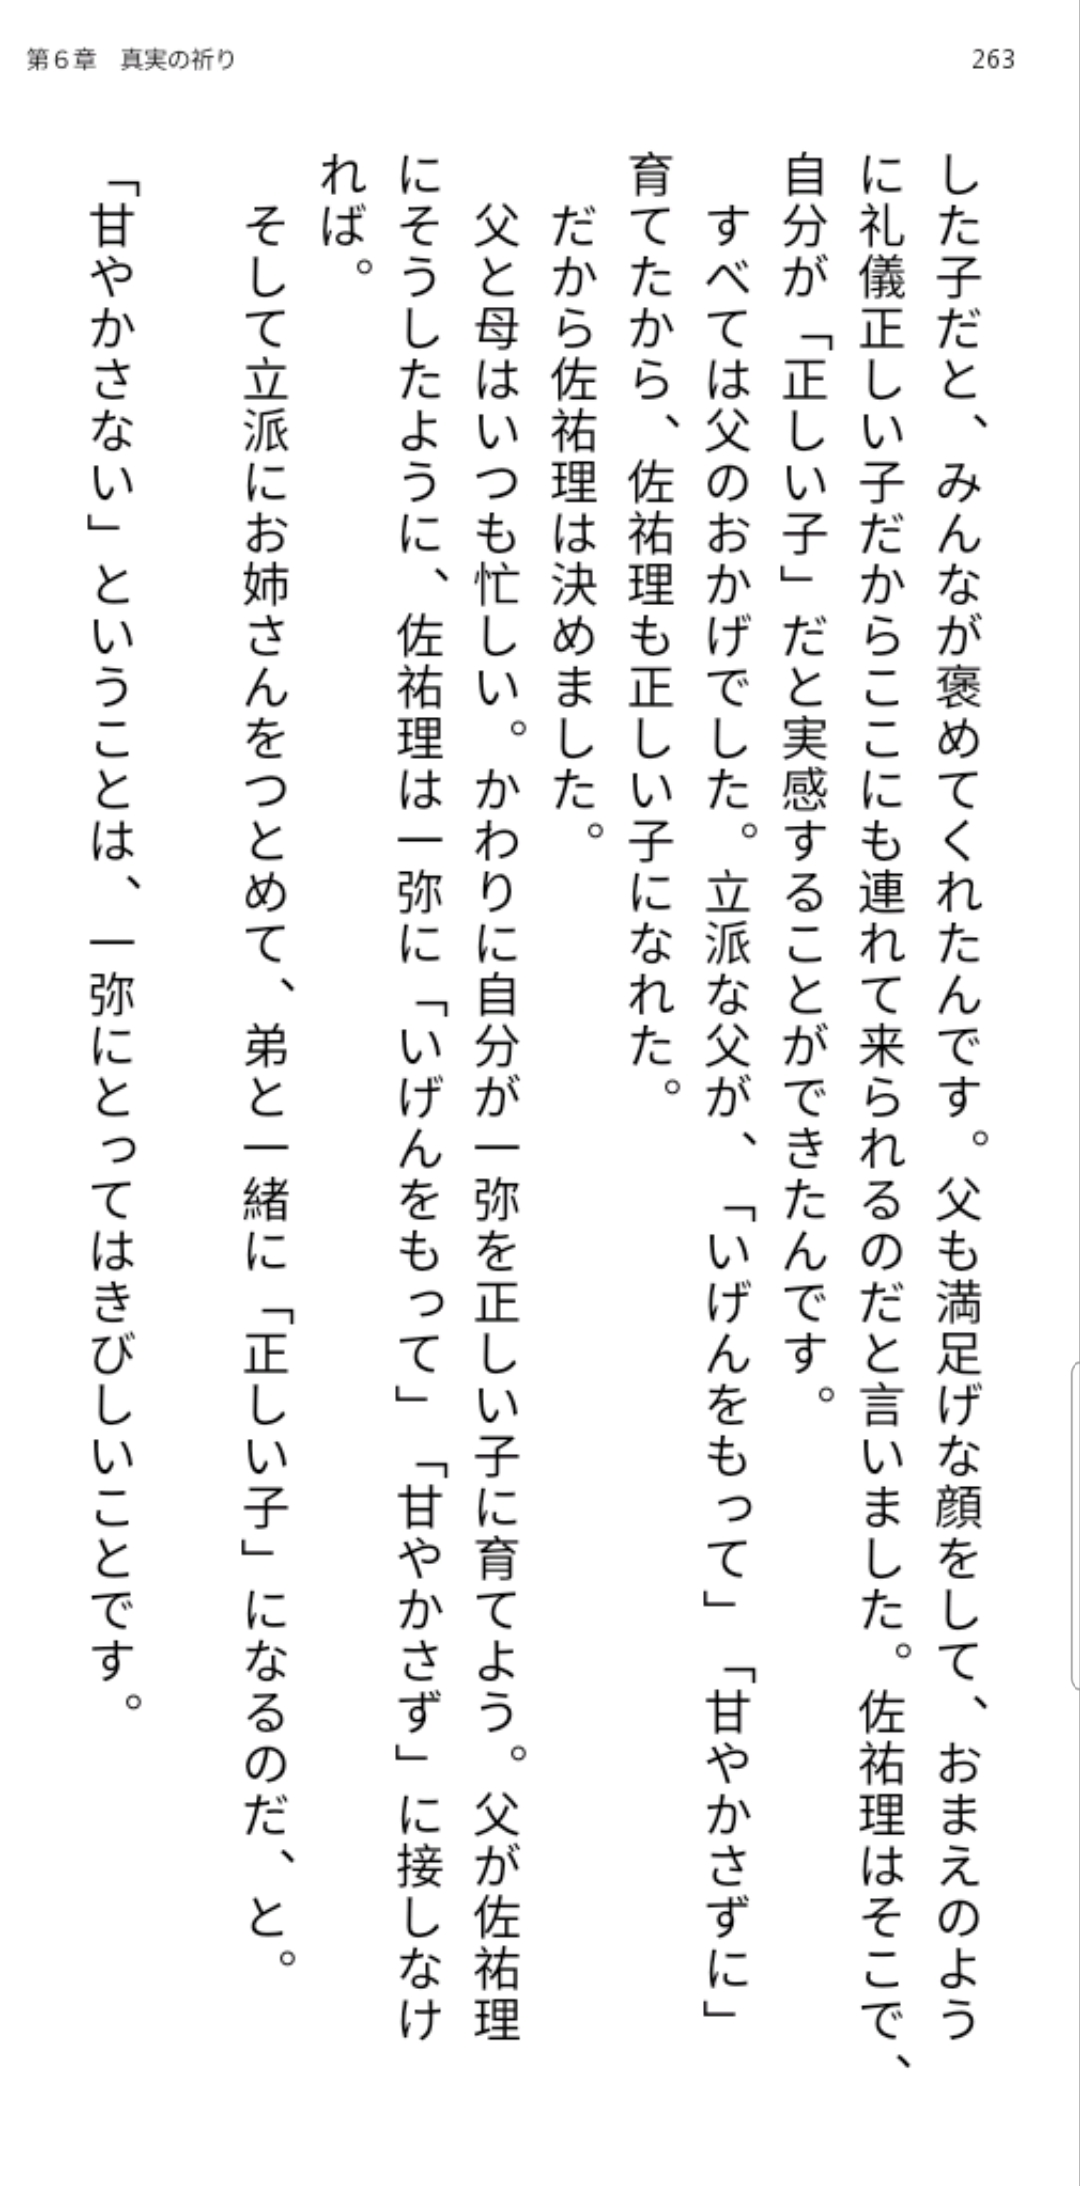 第６章　真実の祈り
263
した子だと、みんなが褒めてくれたんです。父も満足げな顔をして、おまえのよう
に礼儀正しい子だからここにも連れて来られるのだと言いました。佐祐理はそこで、
自分が「正しい子」だと実感することができたんです。
　すべては父のおかげでした。立派な父が、「いげんをもって」「甘やかさずに」
育てたから、佐祐理も正しい子になれた。
　だから佐祐理は決めました。
　父と母はいつも忙しい。かわりに自分が一弥を正しい子に育てよう。父が佐祐理
にそうしたように、佐祐理は一弥に「いげんをもって」「甘やかさず」に接しなけ
れば。
　そして立派にお姉さんをつとめて、弟と一緒に「正しい子」になるのだ、と。
「甘やかさない」ということは、一弥にとってはきびしいことです。